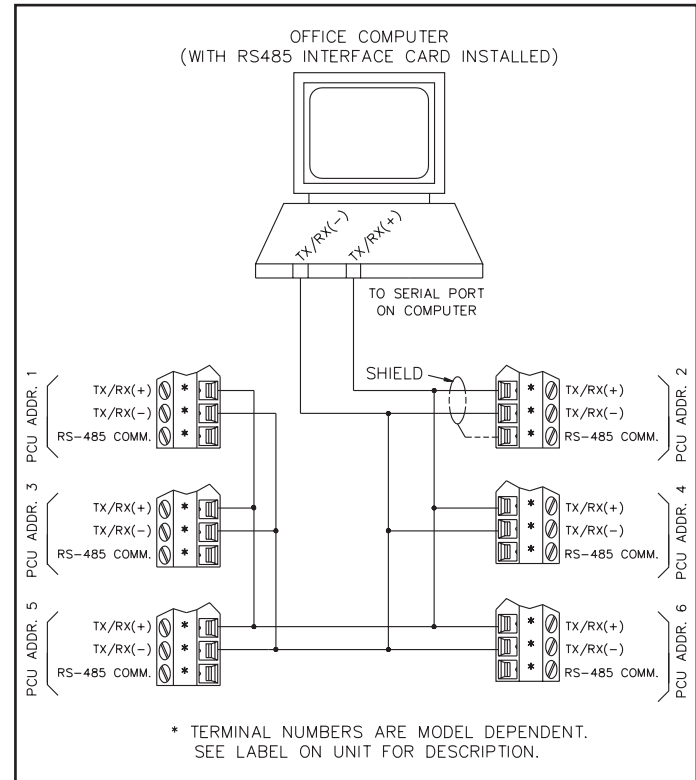 OFFICE COMPUTER
(WITH RS485 INTERFACE CARD INSTALLED)
TX/RX(-)
TX/RX(+)
TO SERIAL PORT
ON COMPUTER
SHIELD
PCU ADDR. 1
TX/RX(+) *
TX/RX(-) *
RS-485 COMM. *
PCU ADDR. 2
* TX/RX(+)
* TX/RX(-)
* RS-485 COMM.
PCU ADDR. 3
TX/RX(+) *
TX/RX(-) *
RS-485 COMM. *
PCU ADDR. 4
* TX/RX(+)
* TX/RX(-)
* RS-485 COMM.
PCU ADDR. 5
TX/RX(+) *
TX/RX(-) *
RS-485 COMM. *
PCU ADDR. 6
* TX/RX(+)
* TX/RX(-)
* RS-485 COMM.
* TERMINAL NUMBERS ARE MODEL DEPENDENT.
SEE LABEL ON UNIT FOR DESCRIPTION.